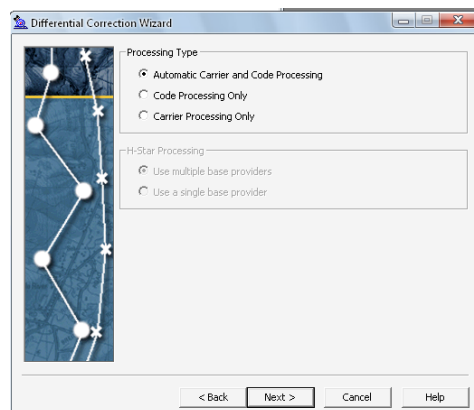 Differential Correction Wizard
Processing Type
Automatic Carrier and Code Processing
Code Processing Only
Carrier Processing Only
H-Star Processing
Use multiple base providers
Use a single base provider
< Back Next > Cancel Help